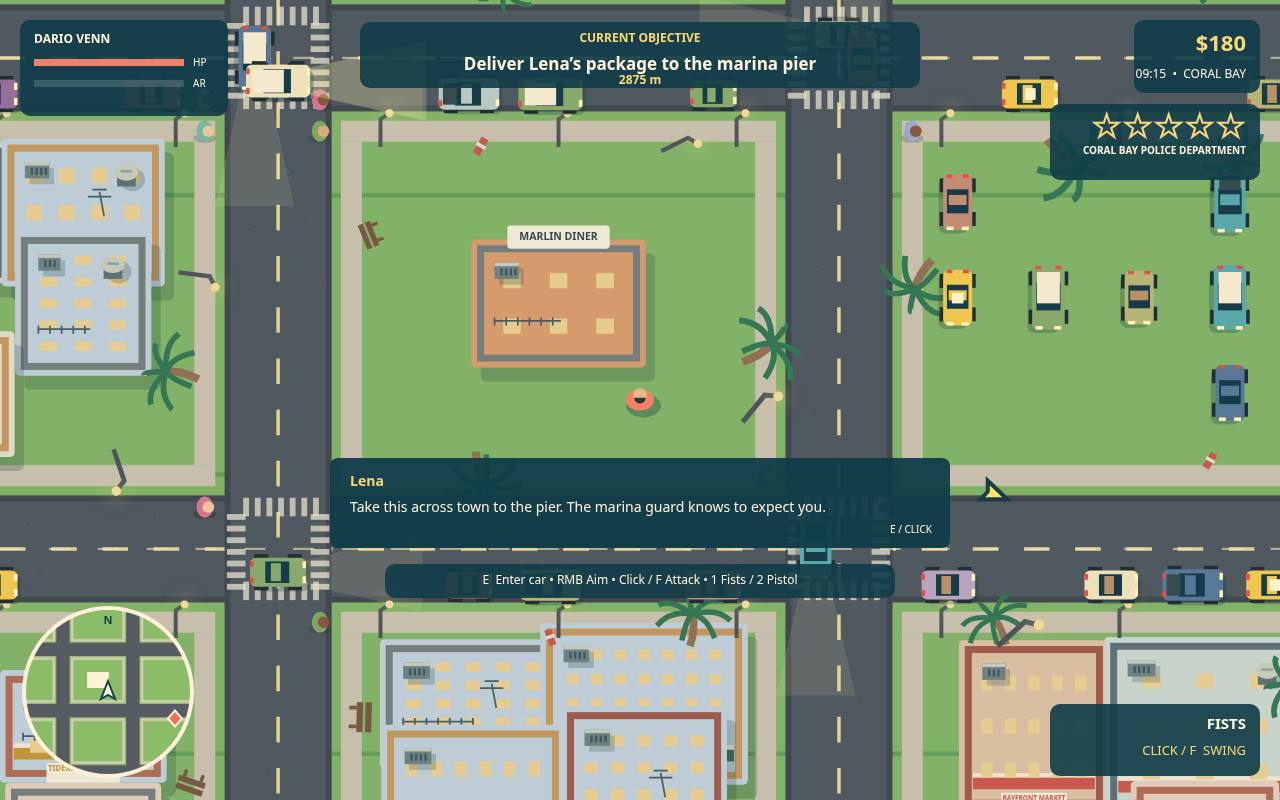 DARIO VENN
HP
AR
CURRENT OBJECTIVE
Deliver Lena’s package to the marina pier
2875 m
$180
09:15 • CORAL BAY
CORAL BAY POLICE DEPARTMENT
MARLIN DINER
Lena
Take this across town to the pier. The marina guard knows to expect you.
E / CLICK
E Enter car • RMB Aim • Click / F Attack • 1 Fists / 2 Pistol
N
FISTS
CLICK / F SWING
BAYFRONT MARKET